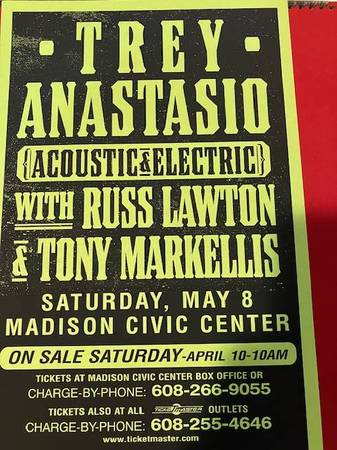 · TREY ·
ANASTASIO
{ACOUSTIC & ELECTRIC}
WITH RUSS LAWTON
& TONY MARKELLIS
SATURDAY, MAY 8
MADISON CIVIC CENTER
ON SALE SATURDAY-APRIL 10-10AM
TICKETS AT MADISON CIVIC CENTER BOX OFFICE OR
CHARGE-BY-PHONE: 608-266-9055
TICKETS ALSO AT ALL TICKETMASTER OUTLETS
CHARGE-BY-PHONE: 608-255-4646
www.ticketmaster.com